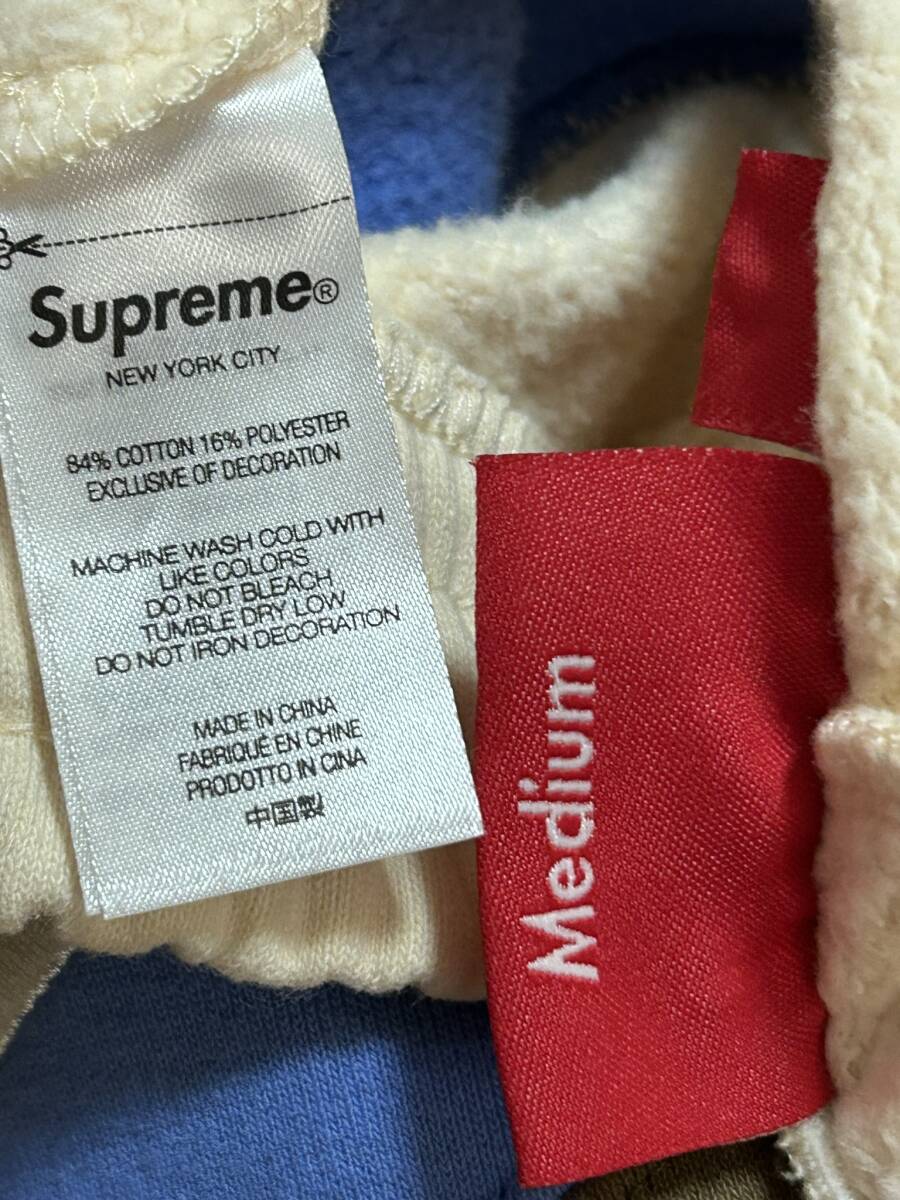 Supreme®
NEW YORK CITY
84% COTTON 16% POLYESTER
EXCLUSIVE OF DECORATION
MACHINE WASH COLD WITH
LIKE COLORS
DO NOT BLEACH
TUMBLE DRY LOW
DO NOT IRON DECORATION
MADE IN CHINA
FABRIQUÉ EN CHINE
PRODOTTO IN CINA
中国製
Medium